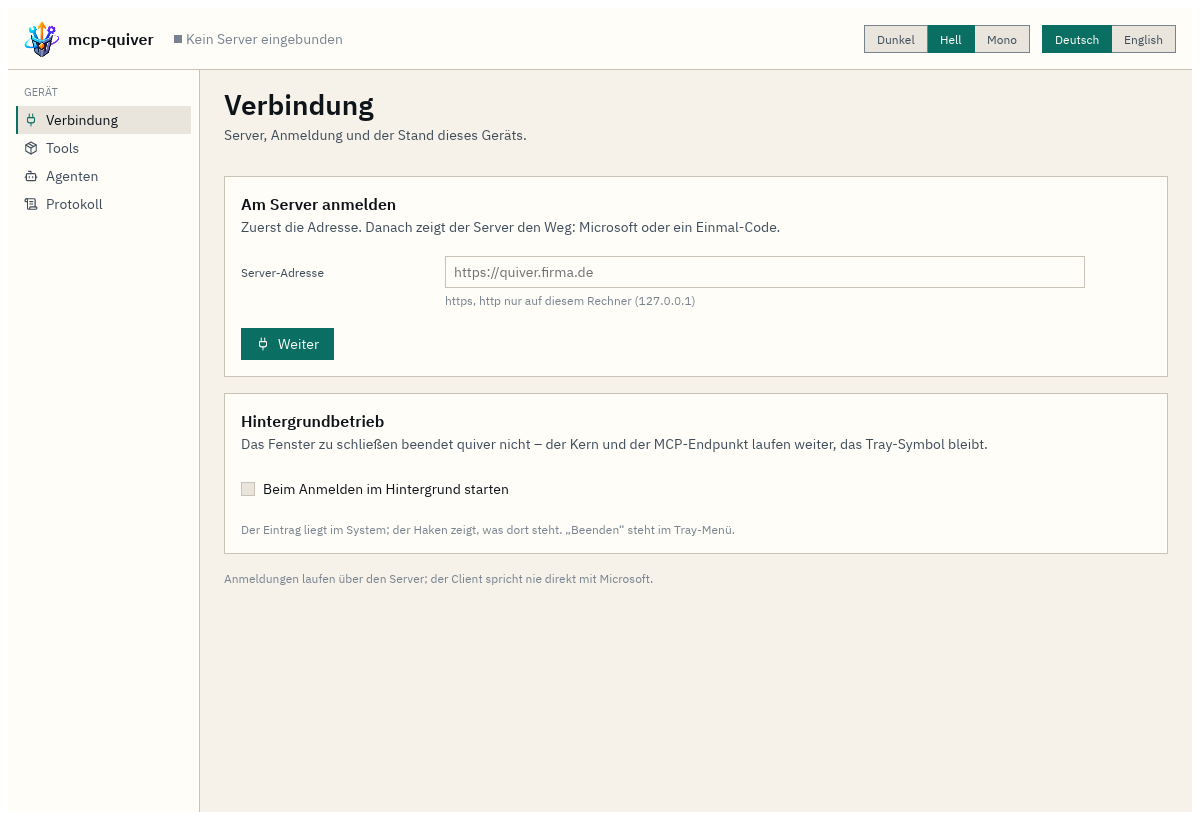 mcp-quiver
Kein Server eingebunden
Dunkel Hell Mono Deutsch English
GERÄT
Verbindung
Tools
Agenten
Protokoll
Verbindung
Server, Anmeldung und der Stand dieses Geräts.
Am Server anmelden
Zuerst die Adresse. Danach zeigt der Server den Weg: Microsoft oder ein Einmal-Code.
Server-Adresse
https://quiver.firma.de
https, http nur auf diesem Rechner (127.0.0.1)
Weiter
Hintergrundbetrieb
Das Fenster zu schließen beendet quiver nicht – der Kern und der MCP-Endpunkt laufen weiter, das Tray-Symbol bleibt.
Beim Anmelden im Hintergrund starten
Der Eintrag liegt im System; der Haken zeigt, was dort steht. „Beenden“ steht im Tray-Menü.
Anmeldungen laufen über den Server; der Client spricht nie direkt mit Microsoft.